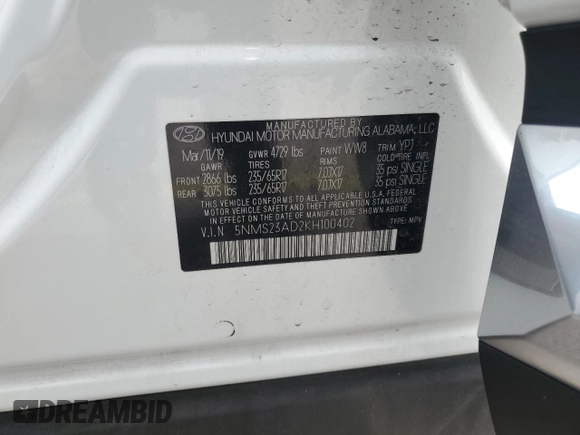 MANUFACTURED BY
HYUNDAI MOTOR MANUFACTURING ALABAMA, LLC
Mar/11/19 GVWR 4729 lbs PAINT WW8 TRIM YPJ
GAWR TIRES RIMS COLD TIRE INFL.
FRONT 2866 lbs 235/65R17 7.0JX17 35 psi SINGLE
REAR 3075 lbs 235/65R17 7.0JX17 35 psi SINGLE
THIS VEHICLE CONFORMS TO ALL APPLICABLE U.S. FEDERAL
MOTOR VEHICLE SAFETY, BUMPER, AND THEFT PREVENTION
STANDARDS IN EFFECT ON THE DATE OF MANUFACTURE SHOWN ABOVE.
V.I.N 5NMS23AD2KH100402 TYPE: MPV
DREAMBID